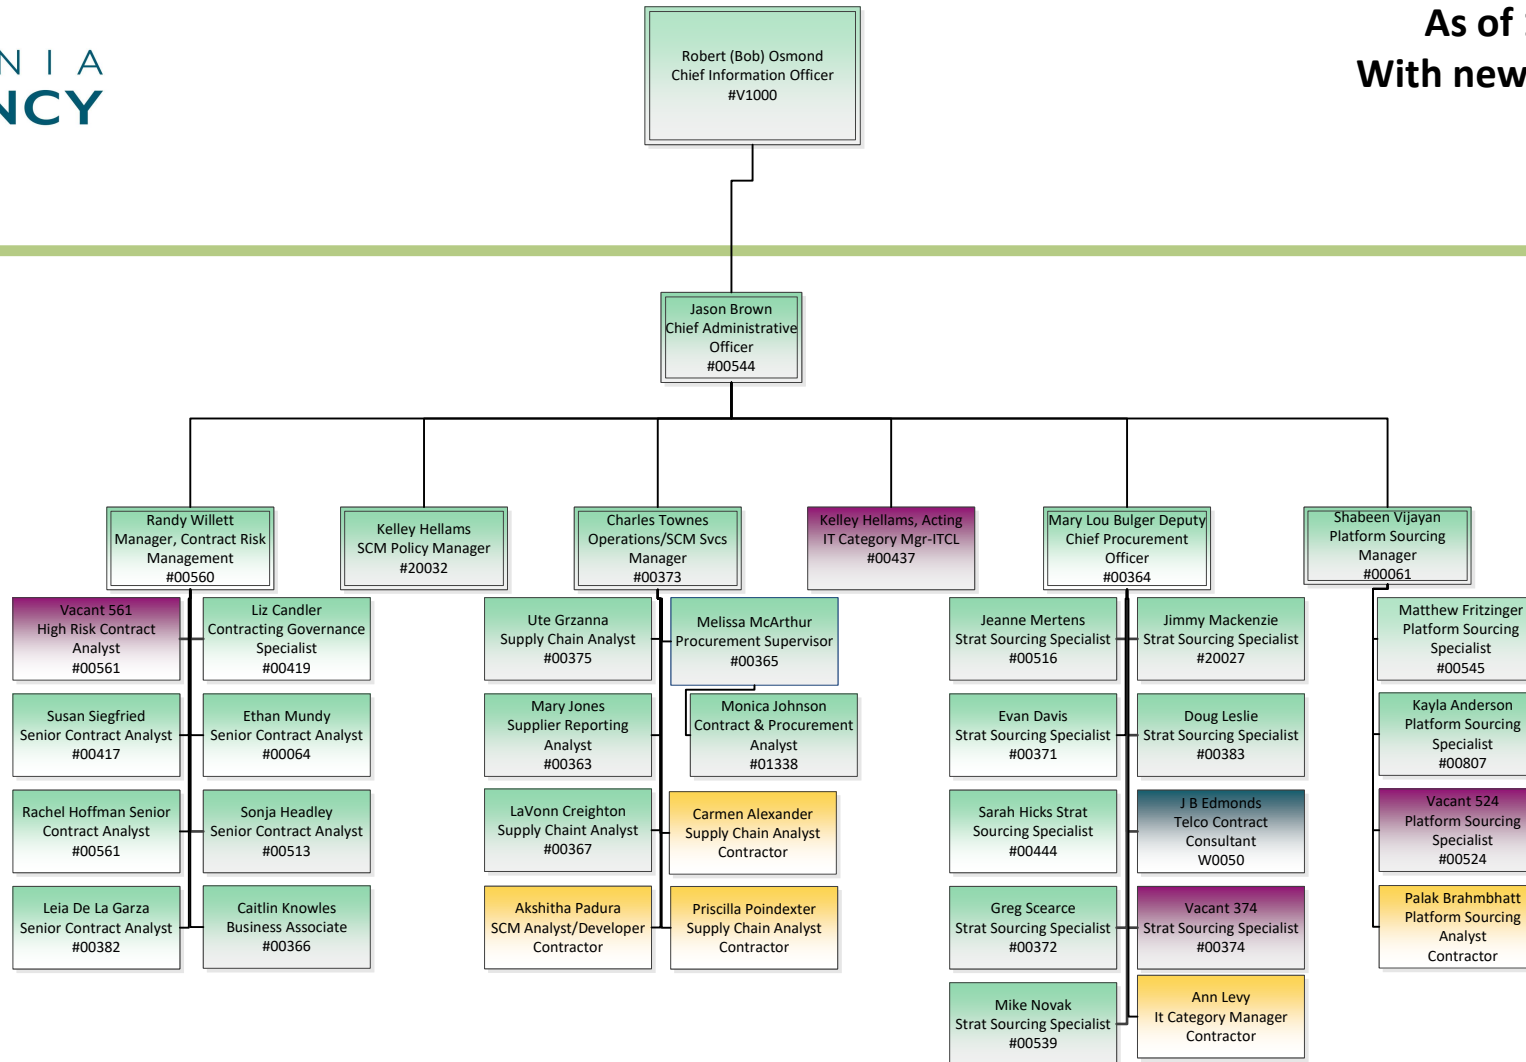 N I A
NCY
As of
With new
Robert (Bob) Osmond
Chief Information Officer
#V1000
Jason Brown
Chief Administrative
Officer
#00544
Randy Willett
Manager, Contract Risk
Management
#00560
Kelley Hellams
SCM Policy Manager
#20032
Charles Townes
Operations/SCM Svcs
Manager
#00373
Kelley Hellams, Acting
IT Category Mgr-ITCL
#00437
Mary Lou Bulger Deputy
Chief Procurement
Officer
#00364
Shabeen Vijayan
Platform Sourcing
Manager
#00061
Vacant 561
High Risk Contract
Analyst
#00561
Liz Candler
Contracting Governance
Specialist
#00419
Susan Siegfried
Senior Contract Analyst
#00417
Ethan Mundy
Senior Contract Analyst
#00064
Rachel Hoffman Senior
Contract Analyst
#00561
Sonja Headley
Senior Contract Analyst
#00513
Leia De La Garza
Senior Contract Analyst
#00382
Caitlin Knowles
Business Associate
#00366
Ute Grzanna
Supply Chain Analyst
#00375
Melissa McArthur
Procurement Supervisor
#00365
Mary Jones
Supplier Reporting
Analyst
#00363
Monica Johnson
Contract & Procurement
Analyst
#01338
LaVonn Creighton
Supply Chaint Analyst
#00367
Carmen Alexander
Supply Chain Analyst
Contractor
Akshitha Padura
SCM Analyst/Developer
Contractor
Priscilla Poindexter
Supply Chain Analyst
Contractor
Jeanne Mertens
Strat Sourcing Specialist
#00516
Jimmy Mackenzie
Strat Sourcing Specialist
#20027
Evan Davis
Strat Sourcing Specialist
#00371
Doug Leslie
Strat Sourcing Specialist
#00383
Sarah Hicks Strat
Sourcing Specialist
#00444
J B Edmonds
Telco Contract
Consultant
W0050
Greg Scearce
Strat Sourcing Specialist
#00372
Vacant 374
Strat Sourcing Specialist
#00374
Mike Novak
Strat Sourcing Specialist
#00539
Ann Levy
It Category Manager
Contractor
Matthew Fritzinger
Platform Sourcing
Specialist
#00545
Kayla Anderson
Platform Sourcing
Specialist
#00807
Vacant 524
Platform Sourcing
Specialist
#00524
Palak Brahmbhatt
Platform Sourcing
Analyst
Contractor